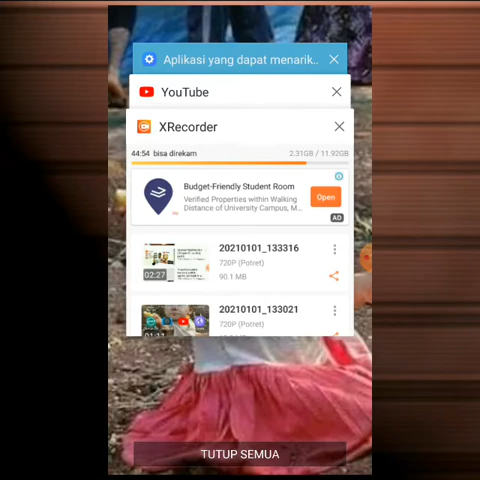 Aplikasi yang dapat menarik..
YouTube
XRecorder
44:54 bisa direkam
2.31GB / 11.92GB
Budget-Friendly Student Room
Verified Properties within Walking
Distance of University Campus, M...
Open
AD
20210101_133316
720P (Potret)
90.1 MB
02:27
20210101_133021
720P (Potret)
TUTUP SEMUA